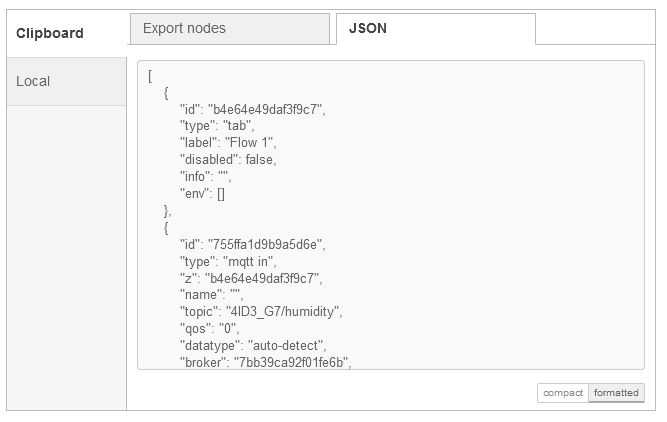 Clipboard
Export nodes
JSON
Local
[
{
"id": "b4e64e49daf3f9c7",
"type": "tab",
"label": "Flow 1",
"disabled": false,
"info": "",
"env": []
},
{
"id": "755ffa1d9b9a5d6e",
"type": "mqtt in",
"z": "b4e64e49daf3f9c7",
"name": "",
"topic": "4ID3_G7/humidity",
"qos": "0",
"datatype": "auto-detect",
"broker": "7bb39ca92f01fe6b",
compact
formatted